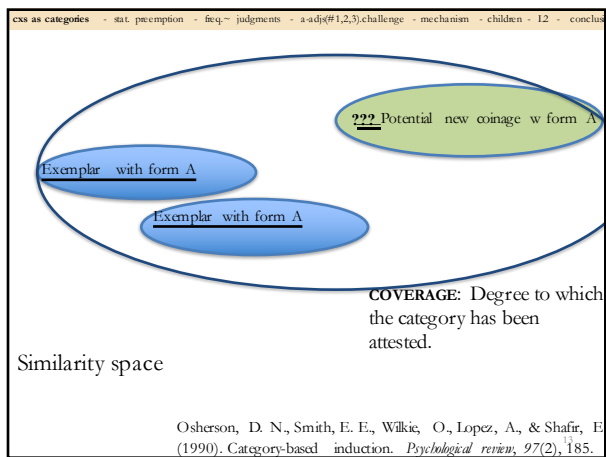 cxs as categories - stat. preemption - freq.~ judgments - a-adjs(#1,2,3).challenge - mechanism - children - L2 - conclus
??? Potential new coinage w form A
Exemplar with form A
Exemplar with form A
COVERAGE: Degree to which
the category has been
attested.
Similarity space
Osherson, D. N., Smith, E. E., Wilkie, O., Lopez, A., & Shafir, E
(1990). Category-based induction. Psychological review, 97(2), 185.
13